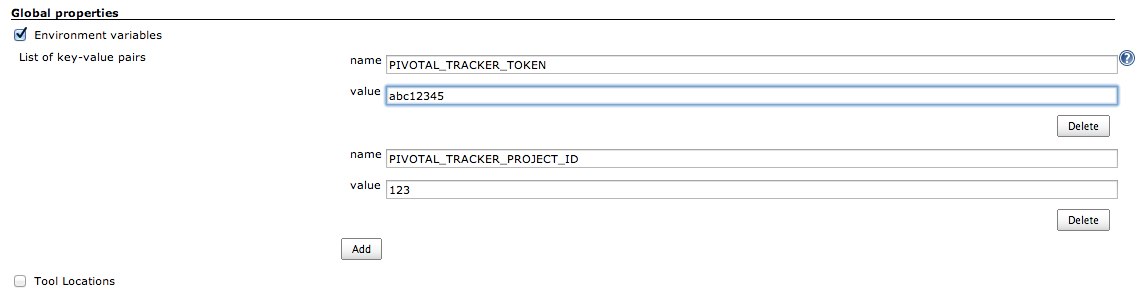 Global properties
Environment variables
List of key-value pairs
name PIVOTAL_TRACKER_TOKEN
?
value abc12345
Delete
name PIVOTAL_TRACKER_PROJECT_ID
value 123
Delete
Add
Tool Locations